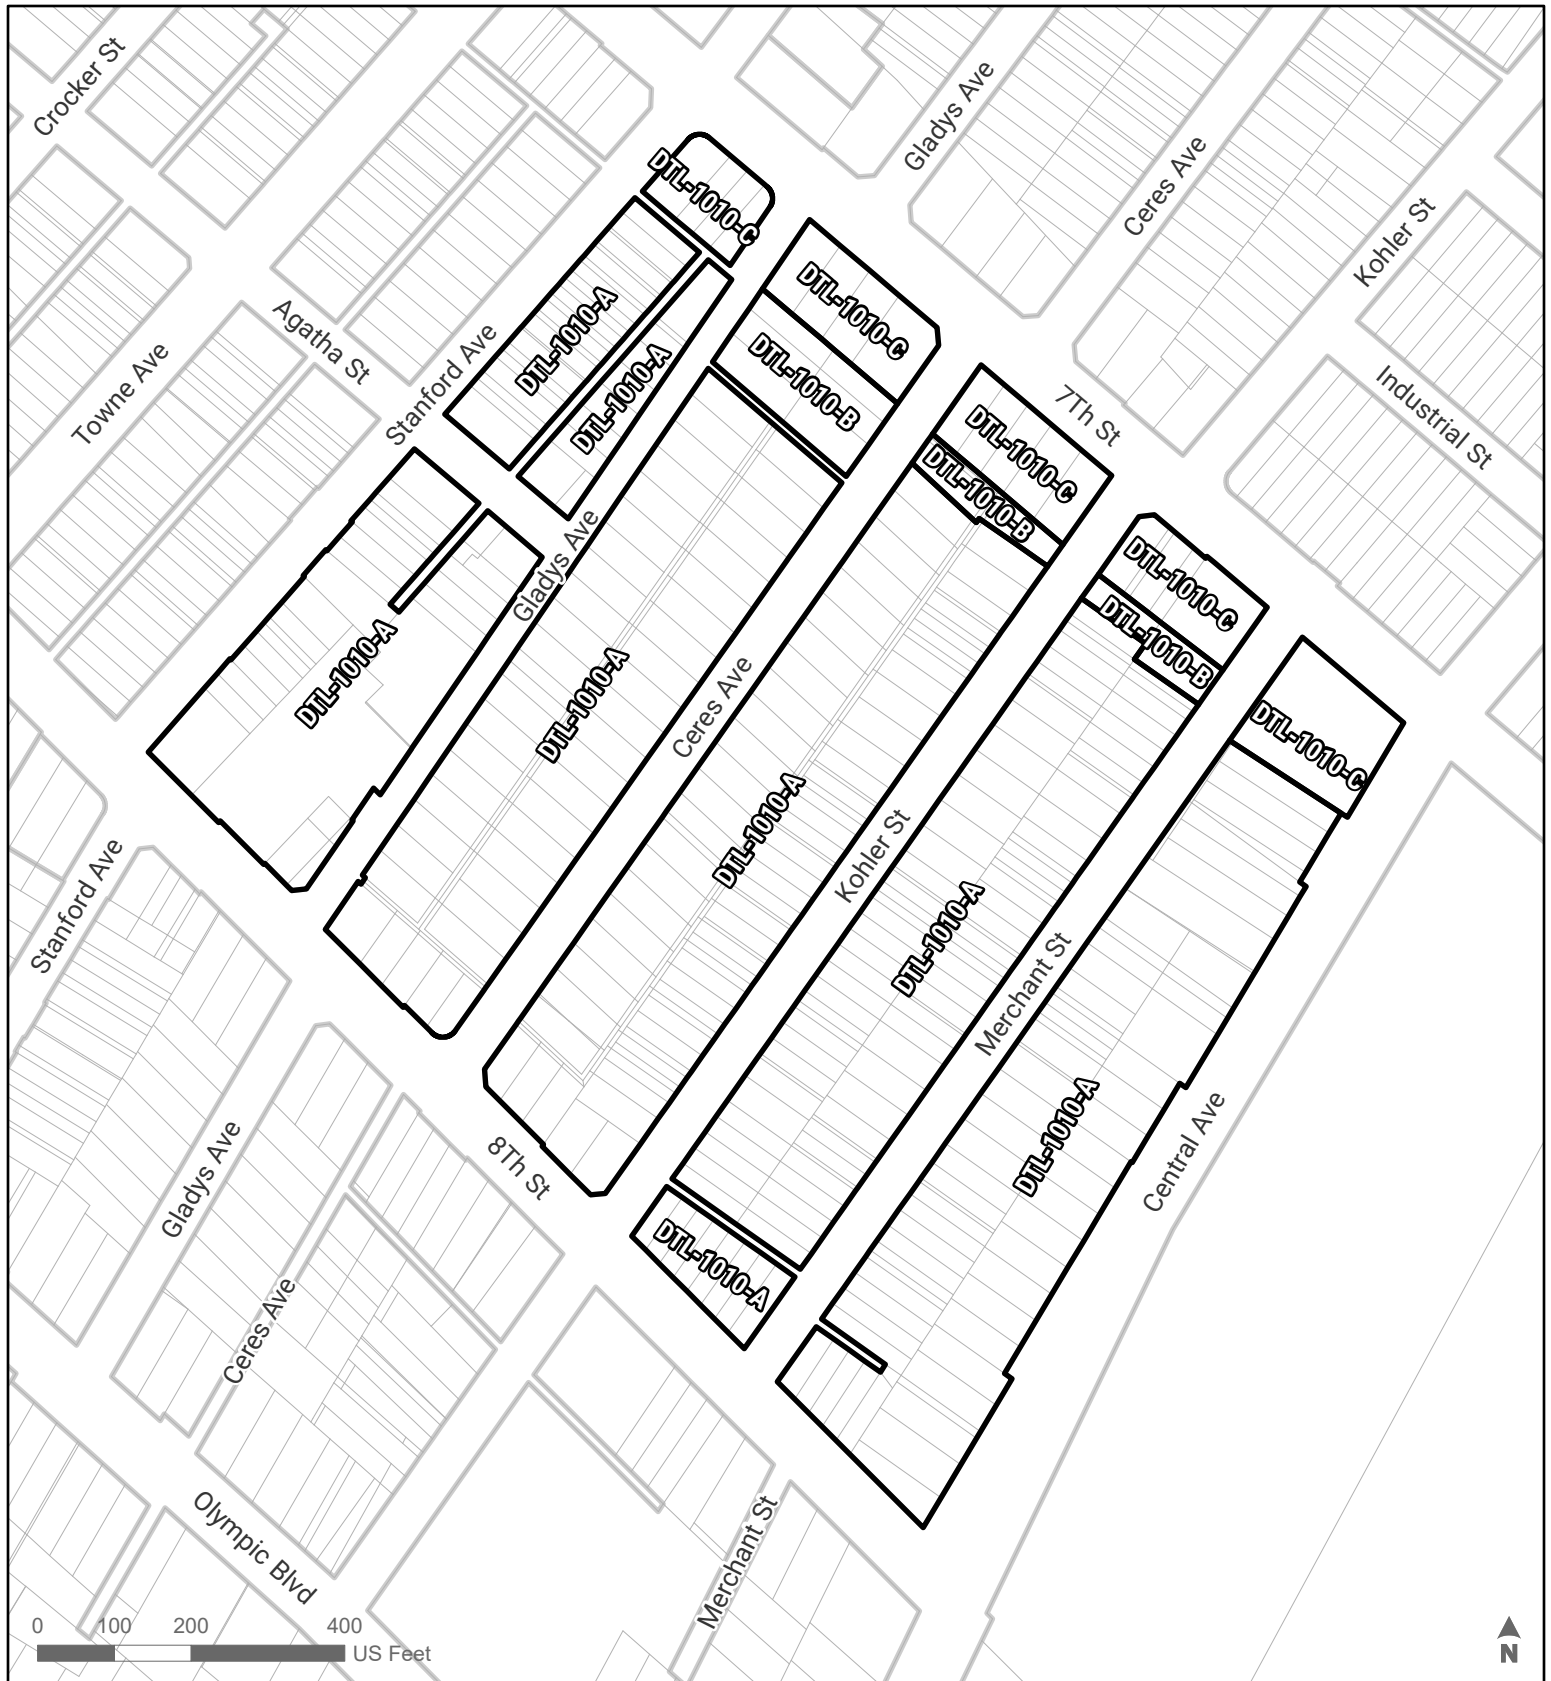 Crocker St
Gladys Ave
Ceres Ave
Kohler St
DTL-1010-C
DTL-1010-C
DTL-1010-A
Agatha St
Towne Ave
Stanford Ave
DTL-1010-A
DTL-1010-B
7Th St
Industrial St
DTL-1010-C
DTL-1010-B
Gladys Ave
DTL-1010-C
DTL-1010-B
DTL-1010-A
DTL-1010-A
Ceres Ave
DTL-1010-C
DTL-1010-A
Kohler St
Stanford Ave
DTL-1010-A
Merchant St
DTL-1010-A
Central Ave
8Th St
Gladys Ave
DTL-1010-A
Ceres Ave
Olympic Blvd
Merchant St
0 100 200 400
US Feet
N